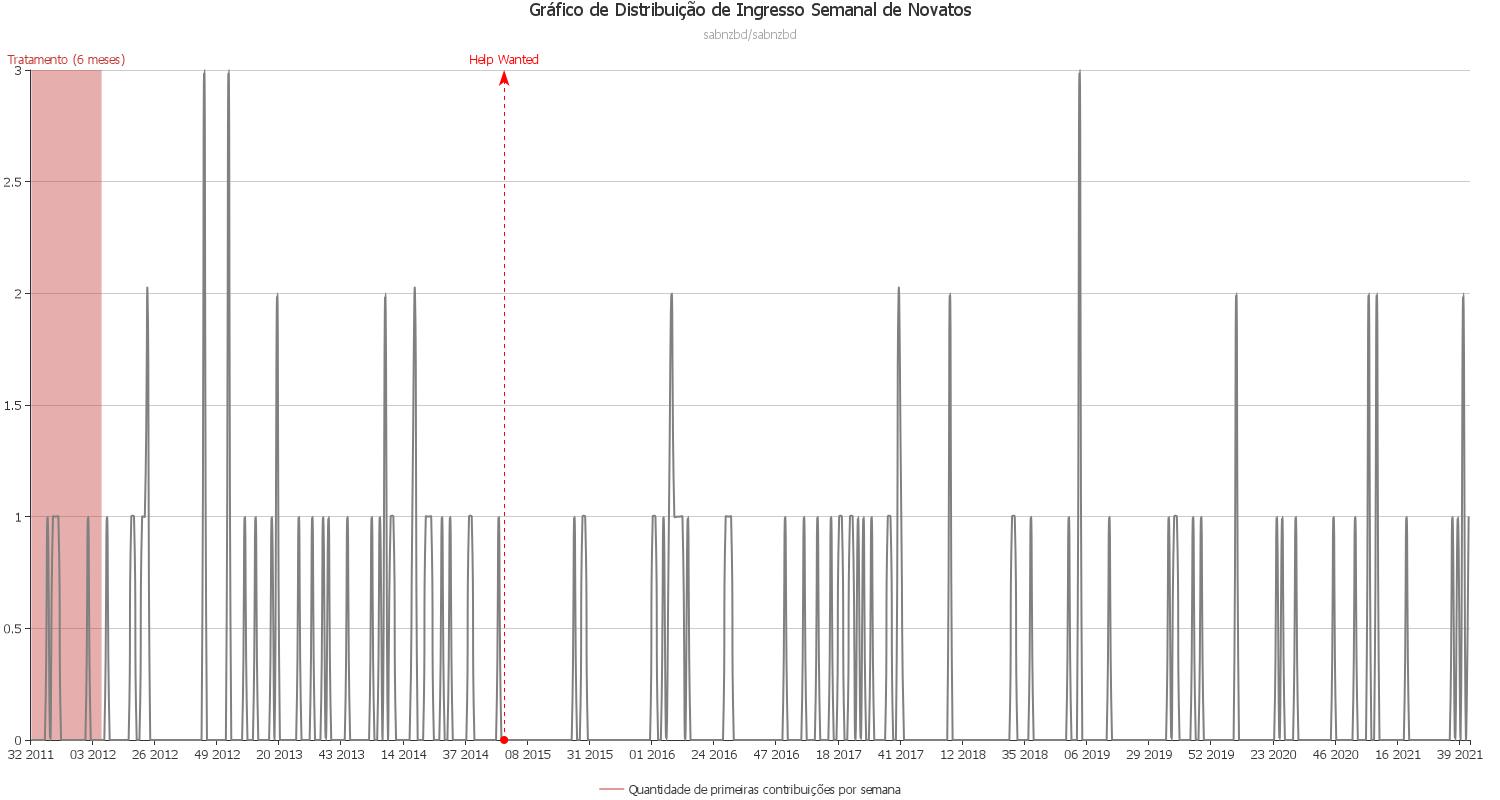 Gráfico de Distribuição de Ingresso Semanal de Novatos
sabnzbd/sabnzbd
Tratamento (6 meses)
Help Wanted
3
2.5
2
1.5
1
0.5
0
32 2011 03 2012 26 2012 49 2012 20 2013 43 2013 14 2014 37 2014 08 2015 31 2015 01 2016 24 2016 47 2016 18 2017 41 2017 12 2018 35 2018 06 2019 29 2019 52 2019 23 2020 46 2020 16 2021 39 2021
Quantidade de primeiras contribuições por semana